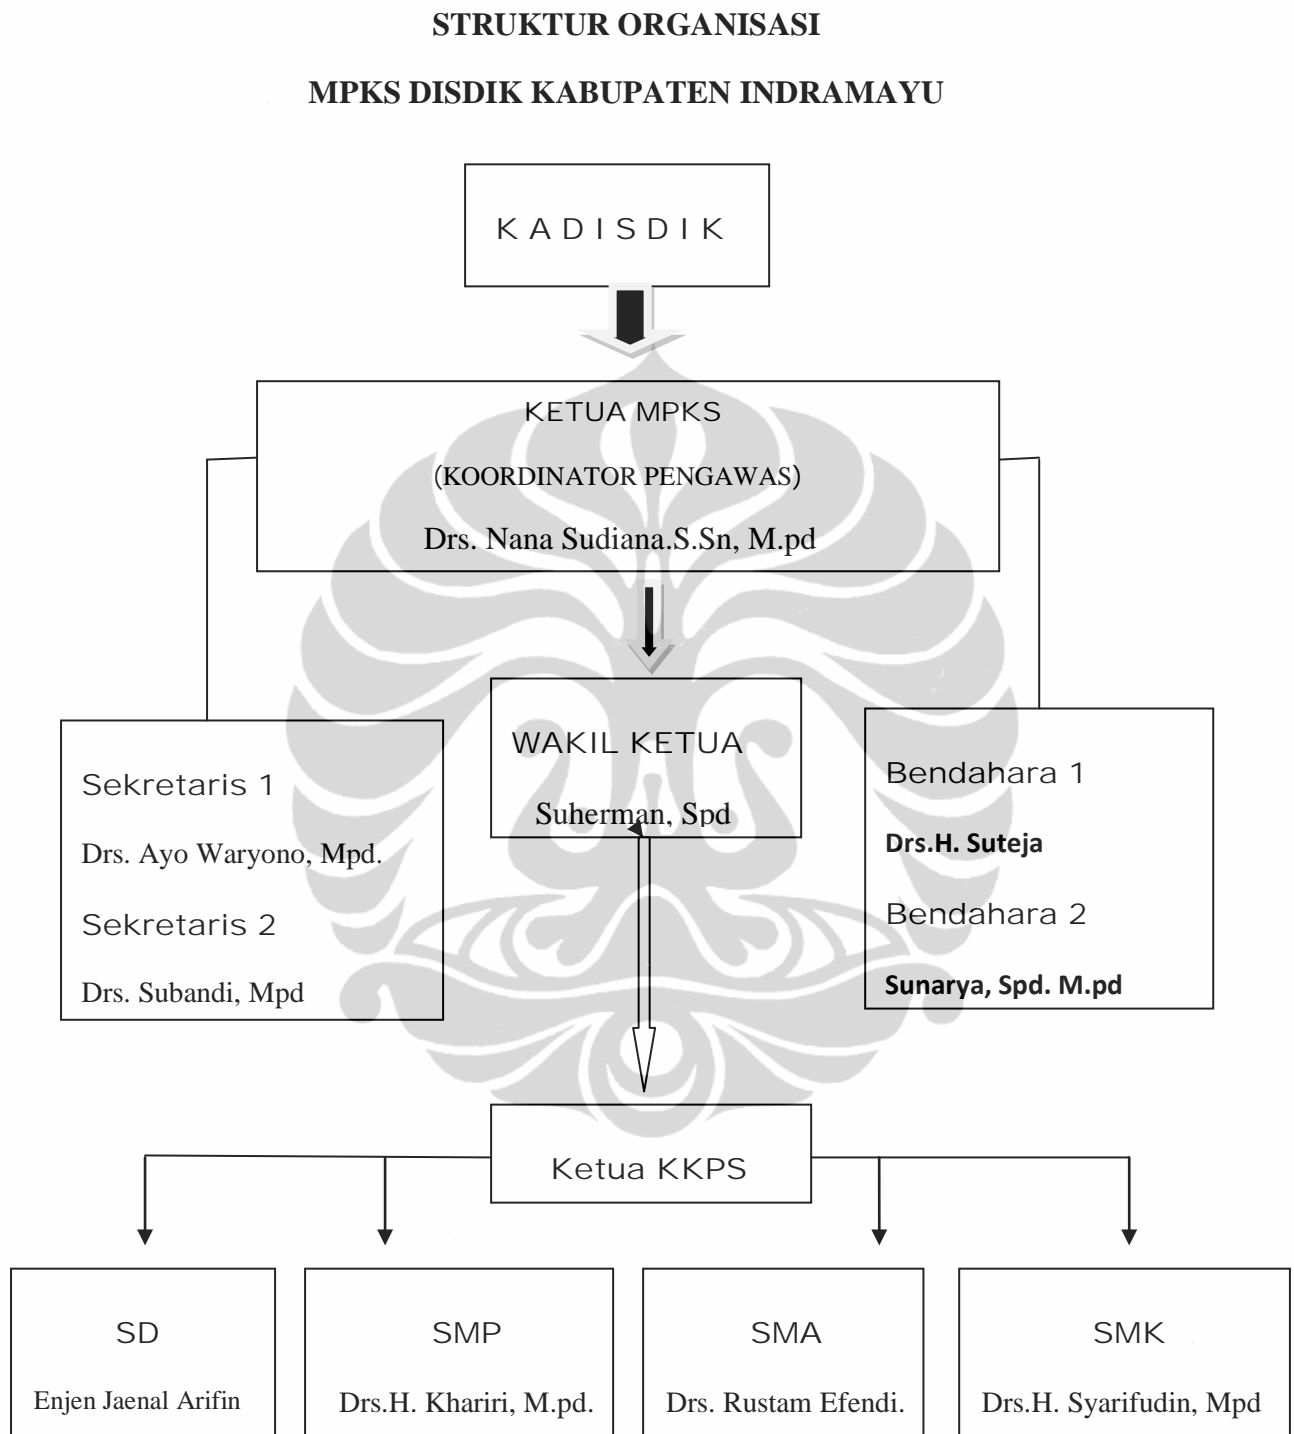 STRUKTUR ORGANISASI
MPKS DISDIK KABUPATEN INDRAMAYU
K A D I S D I K
KETUA MPKS
(KOORDINATOR PENGAWAS)
Drs. Nana Sudiana.S.Sn, M.pd
WAKIL KETUA
Suherman, Spd
Sekretaris 1
Drs. Ayo Waryono, Mpd.
Sekretaris 2
Drs. Subandi, Mpd
Bendahara 1
Drs.H. Suteja
Bendahara 2
Sunarya, Spd. M.pd
Ketua KKPS
SD
Enjen Jaenal Arifin
SMP
Drs.H. Khariri, M.pd.
SMA
Drs. Rustam Efendi.
SMK
Drs.H. Syarifudin, Mpd